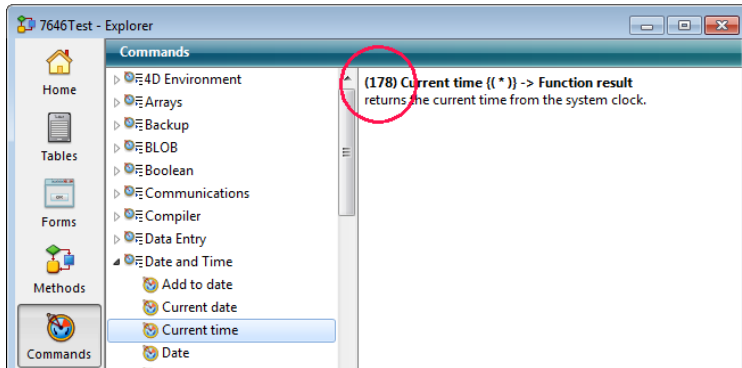 7646Test - Explorer
Home
Tables
Forms
Methods
Commands
Commands
4D Environment
Arrays
Backup
BLOB
Boolean
Communications
Compiler
Data Entry
Date and Time
Add to date
Current date
Current time
Date
(178) Current time {( * )} -> Function result
returns the current time from the system clock.